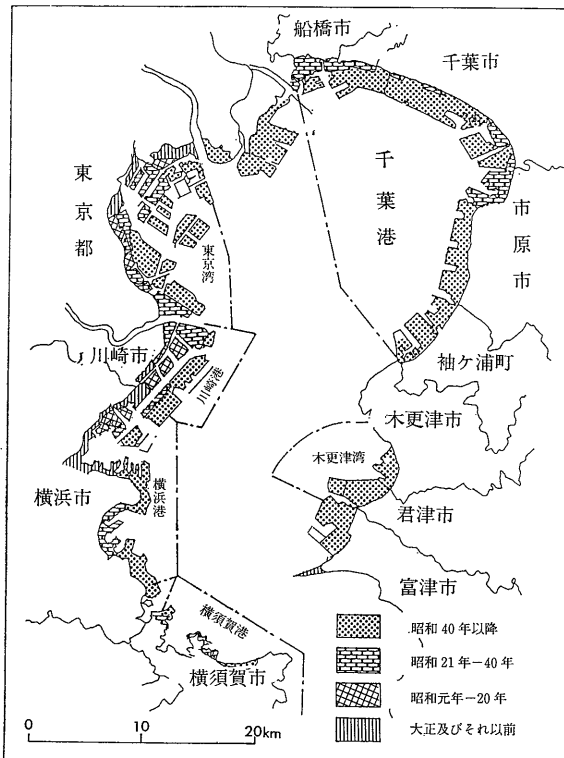 船橋市
千葉市
東京都
千葉港
市原市
東京湾
川崎市
川崎港
袖ケ浦町
木更津市
木更津湾
横浜市
横浜港
君津市
富津市
横須賀港
横須賀市
昭和40年以降
昭和21年−40年
昭和元年−20年
大正及びそれ以前
0 10 20km